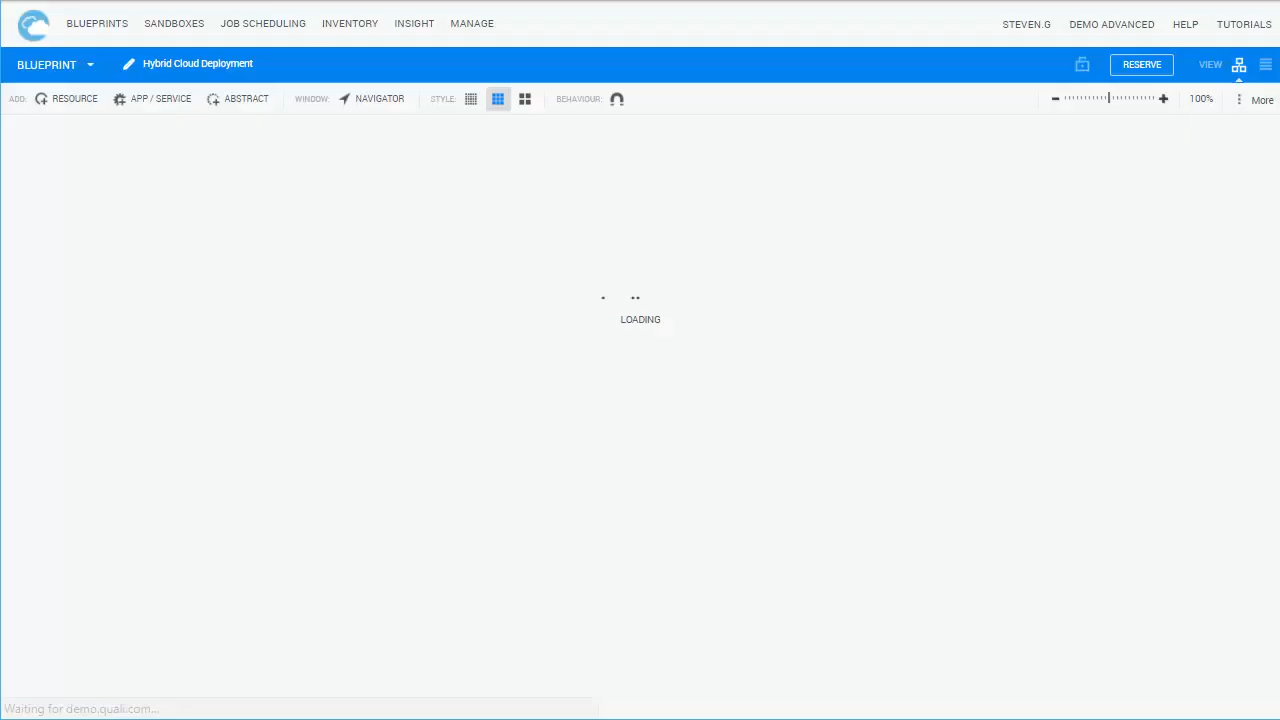 BLUEPRINTS SANDBOXES JOB SCHEDULING INVENTORY INSIGHT MANAGE STEVEN.G DEMO ADVANCED HELP TUTORIALS
BLUEPRINT Hybrid Cloud Deployment RESERVE VIEW
ADD: RESOURCE APP / SERVICE ABSTRACT WINDOW: NAVIGATOR STYLE: BEHAVIOUR: 100% More
LOADING
Waiting for demo.quali.com...